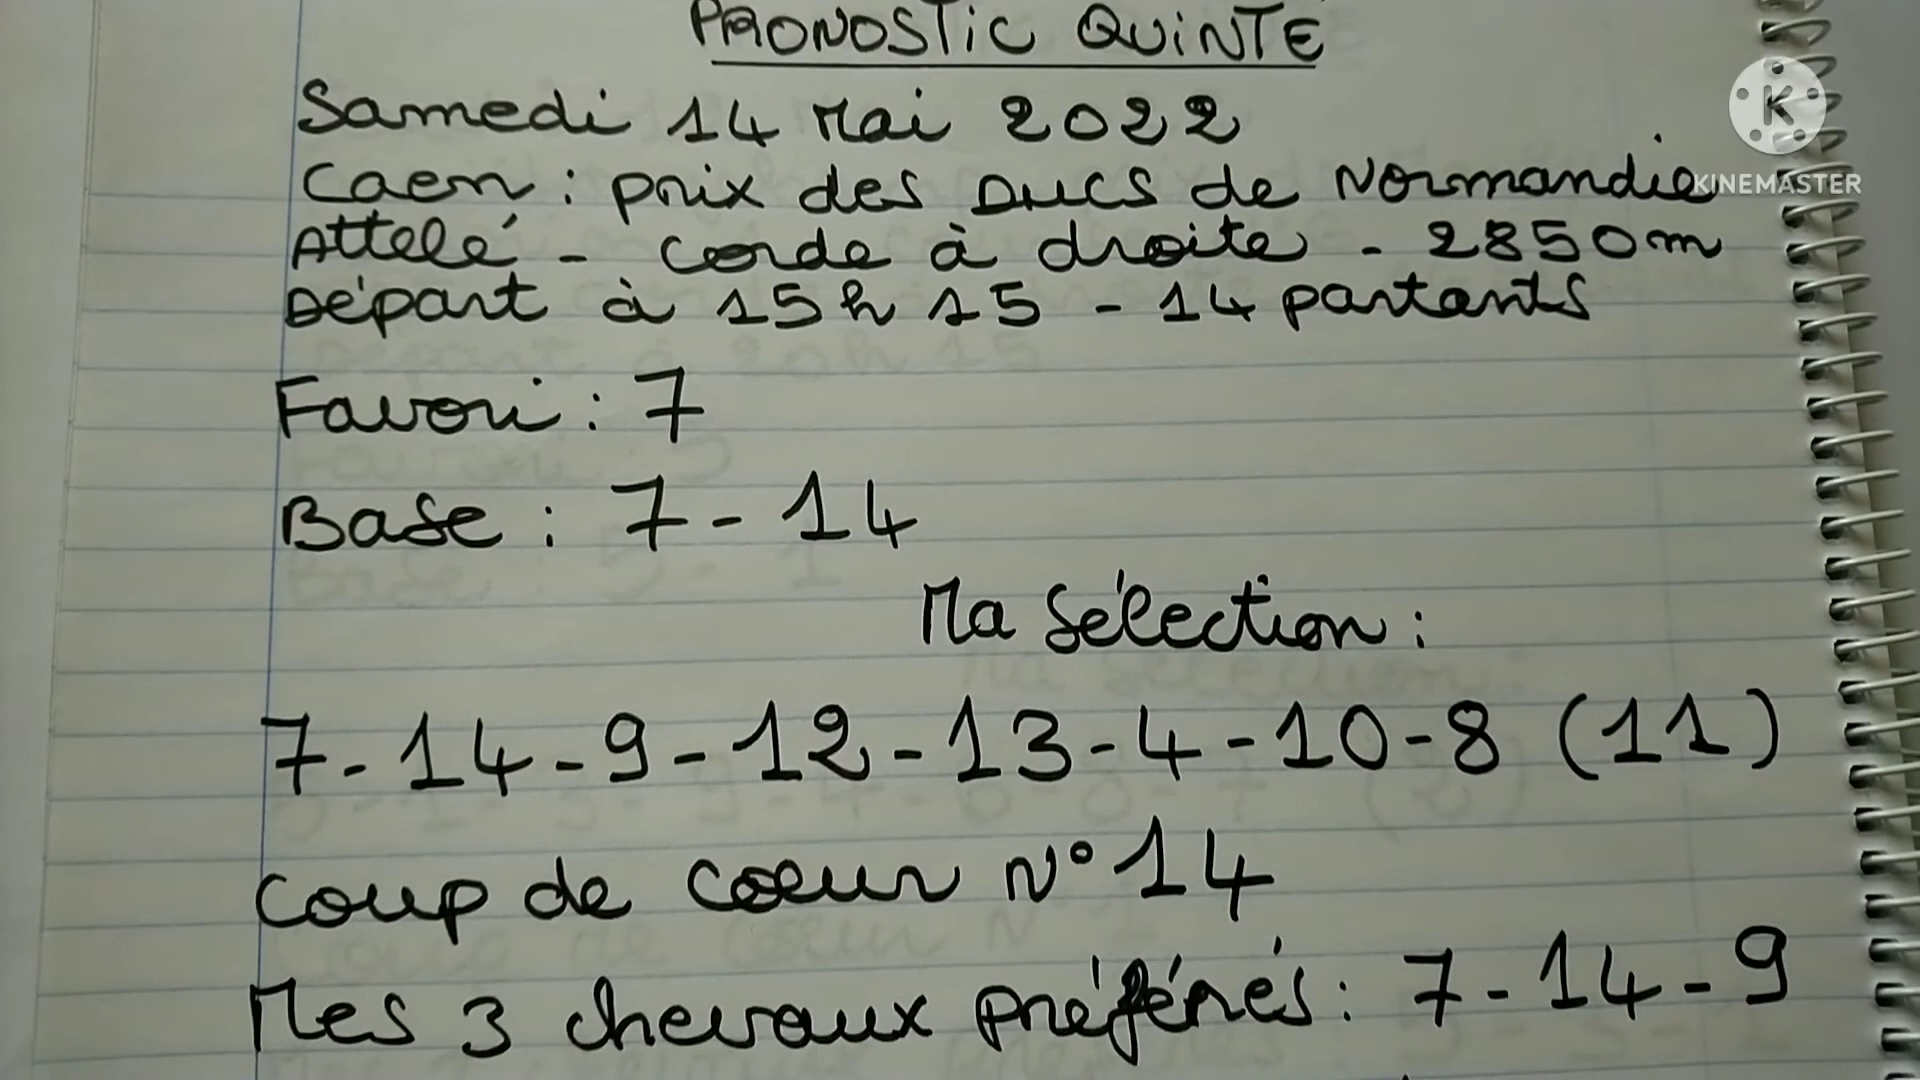 PRONOSTIC QUINTE
Samedi 14 Mai 2022
Caen : prix des Ducs de Normandie
KINEMASTER
Attelé - corde à droite - 2850m
Départ à 15h15 - 14 partants
Favori : 7
Base : 7 - 14
Ma Sélection :
7 - 14 - 9 - 12 - 13 - 4 - 10 - 8 (11)
Coup de coeur N° 14
Mes 3 chevaux préférés : 7 - 14 - 9